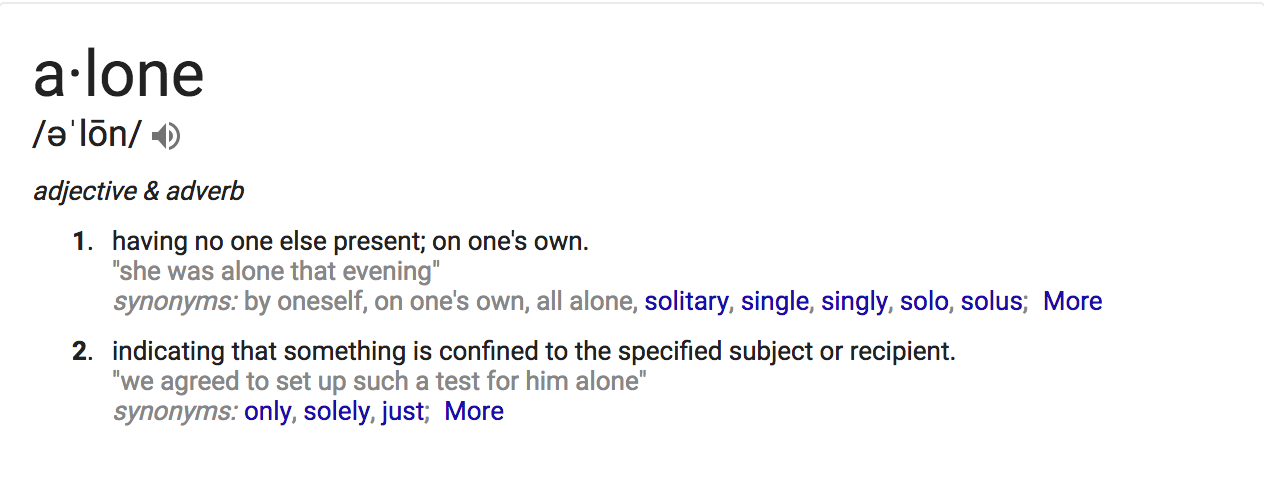 a·lone
/əˈlōn/
adjective & adverb
1. having no one else present; on one's own.
"she was alone that evening"
synonyms: by oneself, on one's own, all alone, solitary, single, singly, solo, solus; More
2. indicating that something is confined to the specified subject or recipient.
"we agreed to set up such a test for him alone"
synonyms: only, solely, just; More